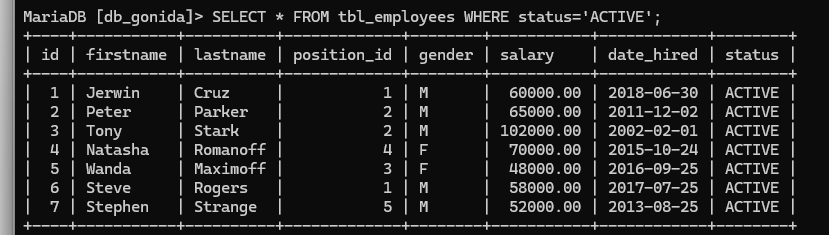 MariaDB [db_gonida]> SELECT * FROM tbl_employees WHERE status='ACTIVE';
+----+-----------+----------+-------------+--------+-----------+------------+--------+
| id | firstname | lastname | position_id | gender | salary    | date_hired | status |
+----+-----------+----------+-------------+--------+-----------+------------+--------+
|  1 | Jerwin    | Cruz     |           1 | M      |  60000.00 | 2018-06-30 | ACTIVE |
|  2 | Peter     | Parker   |           2 | M      |  65000.00 | 2011-12-02 | ACTIVE |
|  3 | Tony      | Stark    |           2 | M      | 102000.00 | 2002-02-01 | ACTIVE |
|  4 | Natasha   | Romanoff |           4 | F      |  70000.00 | 2015-10-24 | ACTIVE |
|  5 | Wanda     | Maximoff |           3 | F      |  48000.00 | 2016-09-25 | ACTIVE |
|  6 | Steve     | Rogers   |           1 | M      |  58000.00 | 2017-07-25 | ACTIVE |
|  7 | Stephen   | Strange  |           5 | M      |  52000.00 | 2013-08-25 | ACTIVE |
+----+-----------+----------+-------------+--------+-----------+------------+--------+